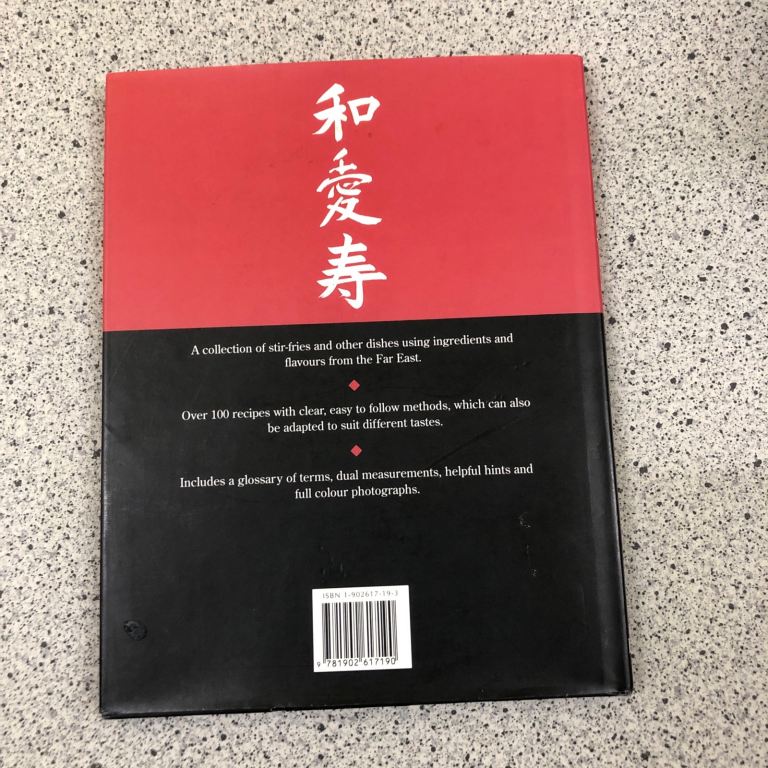 和
愛
寿
A collection of stir-fries and other dishes using ingredients and
flavours from the Far East.
Over 100 recipes with clear, easy to follow methods, which can also
be adapted to suit different tastes.
Includes a glossary of terms, dual measurements, helpful hints and
full colour photographs.
ISBN 1-902617-19-3
9 781902 617190